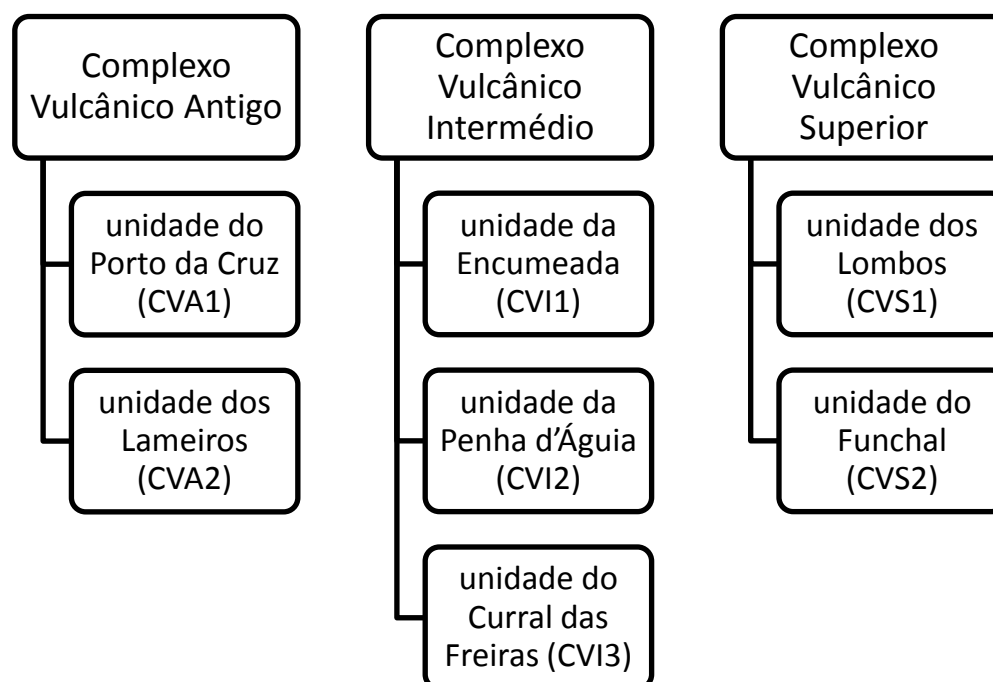 Complexo
Vulcânico Antigo
unidade do
Porto da Cruz
(CVA1)
unidade dos
Lameiros
(CVA2)
Complexo
Vulcânico
Intermédio
unidade da
Encumeada
(CVI1)
unidade da
Penha d’Águia
(CVI2)
unidade do
Curral das
Freiras (CVI3)
Complexo
Vulcânico
Superior
unidade dos
Lombos
(CVS1)
unidade do
Funchal
(CVS2)